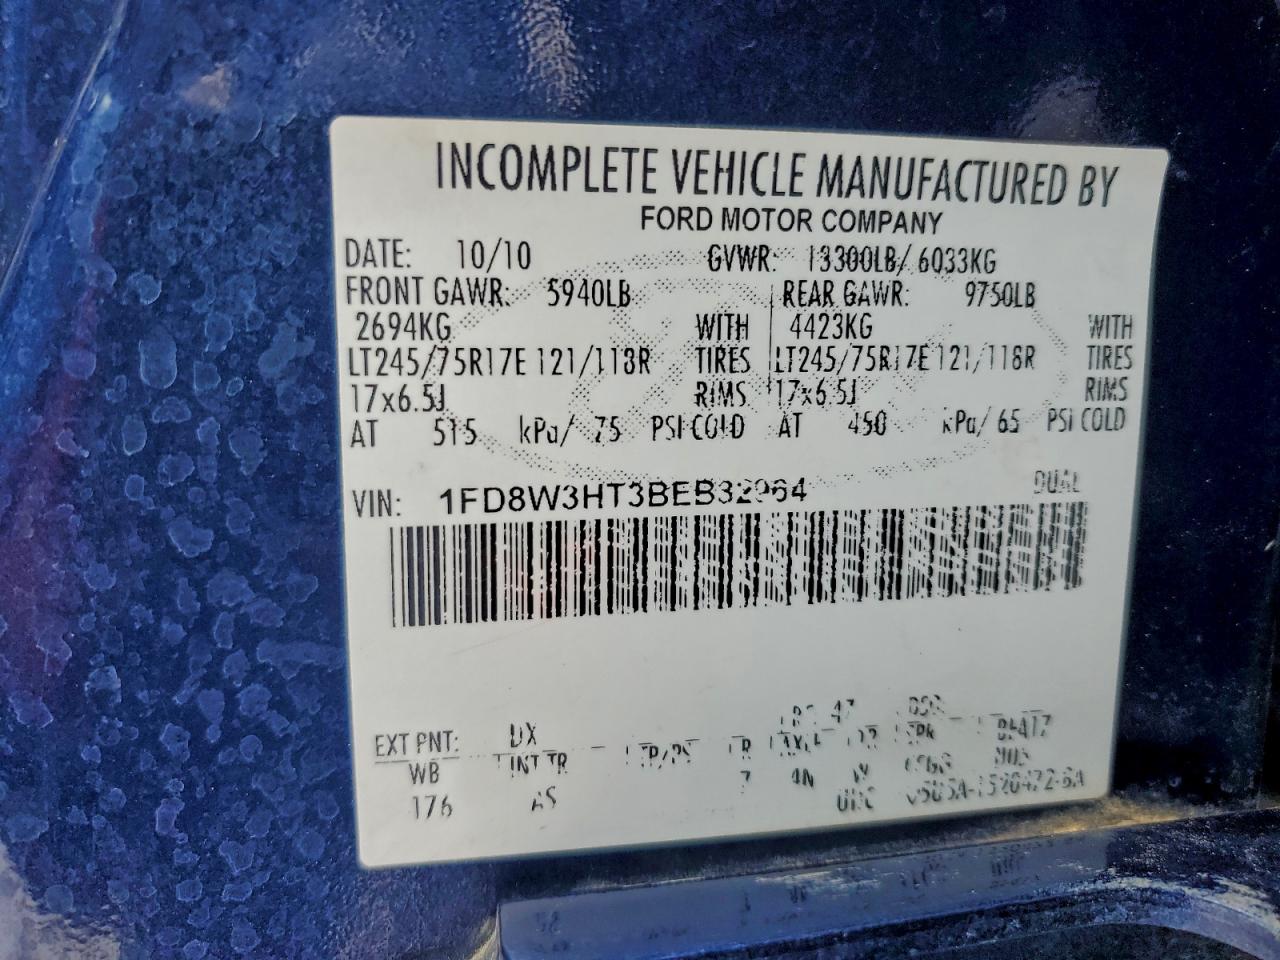 INCOMPLETE VEHICLE MANUFACTURED BY
FORD MOTOR COMPANY
DATE: 10/10 GVWR: 13300LB/ 6033KG
FRONT GAWR: 5940LB REAR GAWR: 9750LB
2694KG WITH 4423KG WITH
LT245/75R17E 121/118R TIRES LT245/75R17E 121/118R TIRES
17x6.5J RIMS 17x6.5J RIMS
AT 515 kPa/ 75 PSI COLD AT 450 kPa/ 65 PSI COLD
VIN: 1FD8W3HT3BEB32964 DUAL
EXT PNT: DX
WB INT TR
176 AS